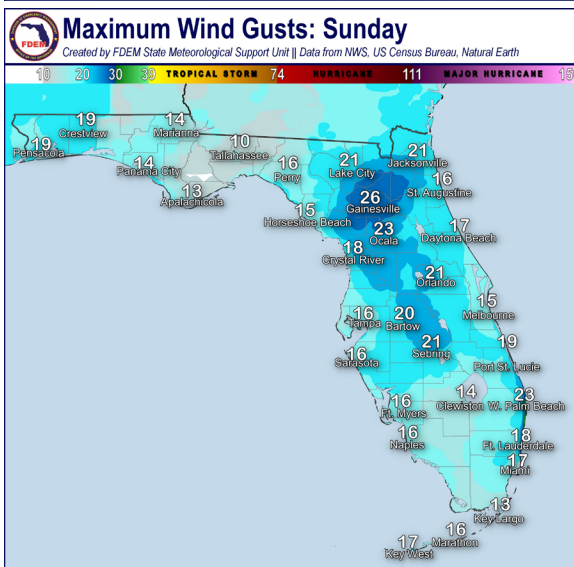 Maximum Wind Gusts: Sunday
Created by FDEM State Meteorological Support Unit || Data from NWS, US Census Bureau, Natural Earth
FDEM
10 20 30 39 TROPICAL STORM 74 HURRICANE 111 MAJOR HURRICANE 15
19
Crestview
14
Marianna
19
Pensacola
10
Tallahassee
14
Panama City
16
Perry
21
Lake City
21
Jacksonville
13
Apalachicola
16
St. Augustine
26
Gainesville
15
Horseshoe Beach
23
Ocala
17
Daytona Beach
18
Crystal River
21
Orlando
15
Melbourne
16
Tampa
20
Bartow
21
Sebring
19
Port St. Lucie
16
Sarasota
14
Clewiston
23
W. Palm Beach
16
Ft. Myers
16
Naples
18
Ft. Lauderdale
17
Miami
13
Key Largo
16
Marathon
17
Key West